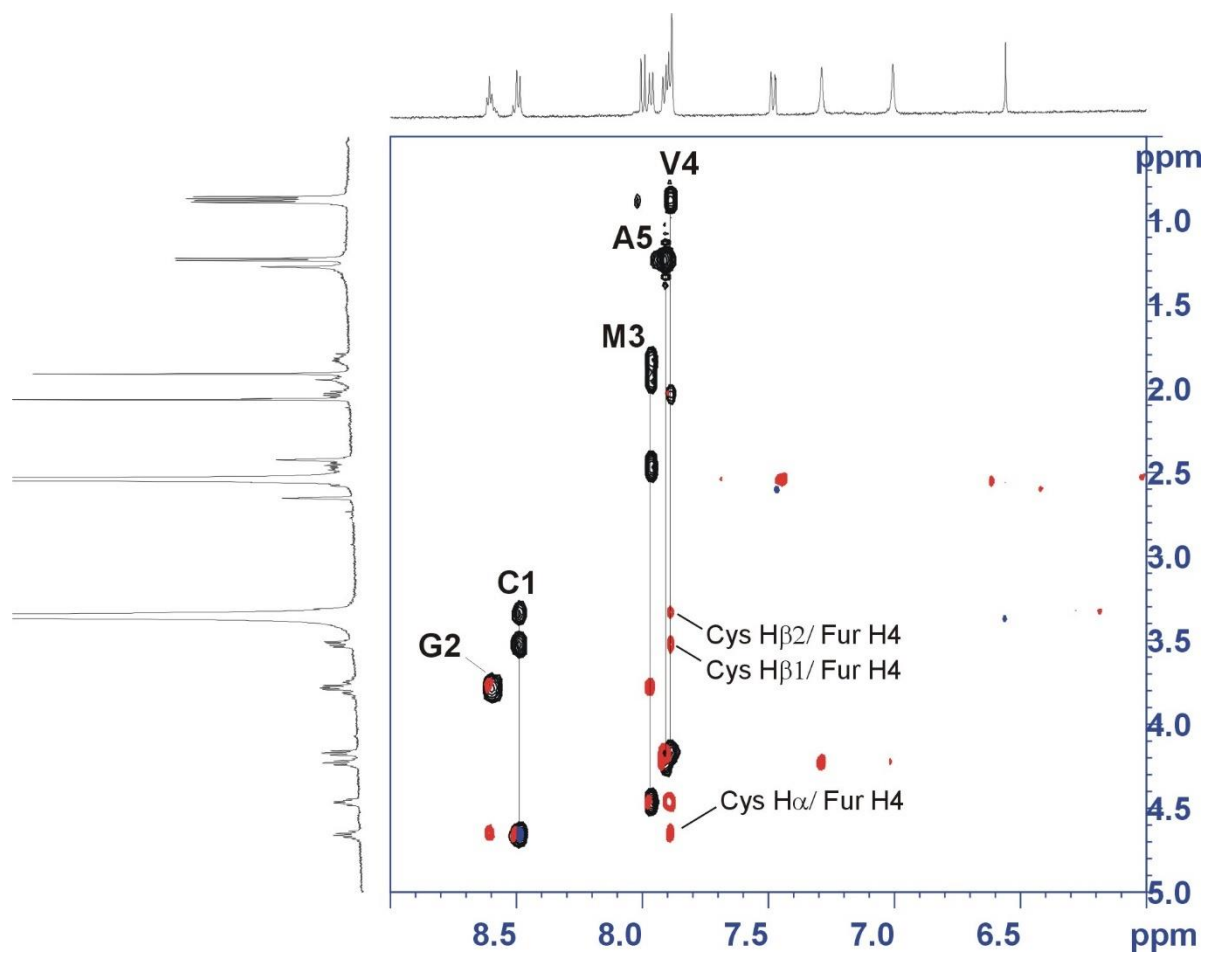 ppm
V4
1.0
A5
1.5
M3
2.0
2.5
3.0
C1
Cys Hβ2/ Fur H4
3.5
G2
Cys Hβ1/ Fur H4
4.0
Cys Hα/ Fur H4
4.5
5.0
8.5 8.0 7.5 7.0 6.5 ppm